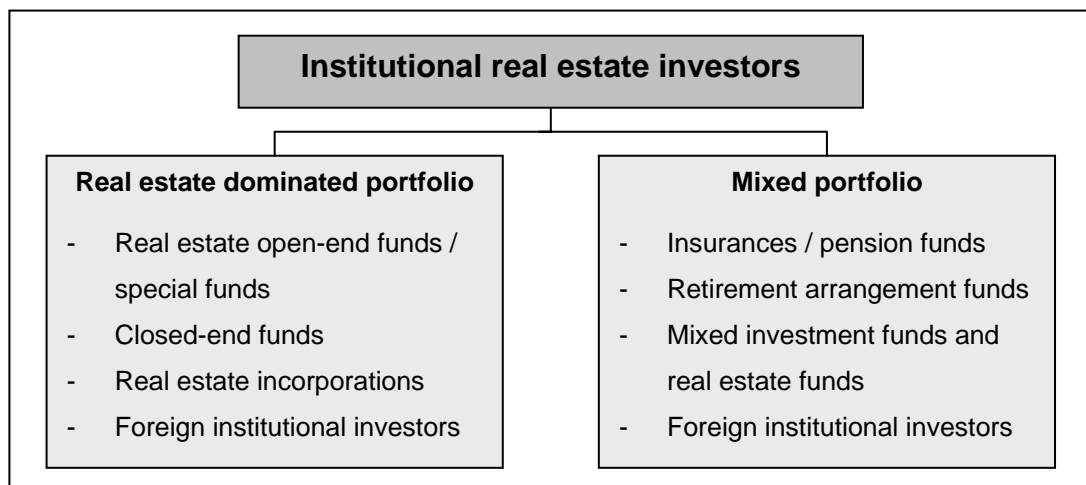 Institutional real estate investors
Real estate dominated portfolio
- Real estate open-end funds /
special funds
- Closed-end funds
- Real estate incorporations
- Foreign institutional investors
Mixed portfolio
- Insurances / pension funds
- Retirement arrangement funds
- Mixed investment funds and
real estate funds
- Foreign institutional investors